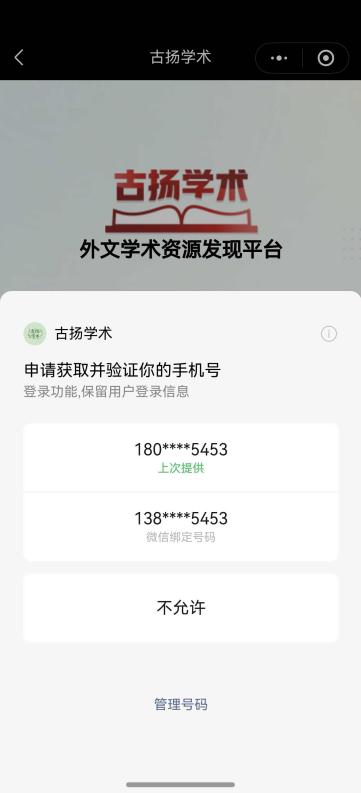 古扬学术
古扬学术
外文学术资源发现平台
古扬学术
申请获取并验证你的手机号
登录功能,保留用户登录信息
180****5453
上次提供
138****5453
微信绑定号码
不允许
管理号码